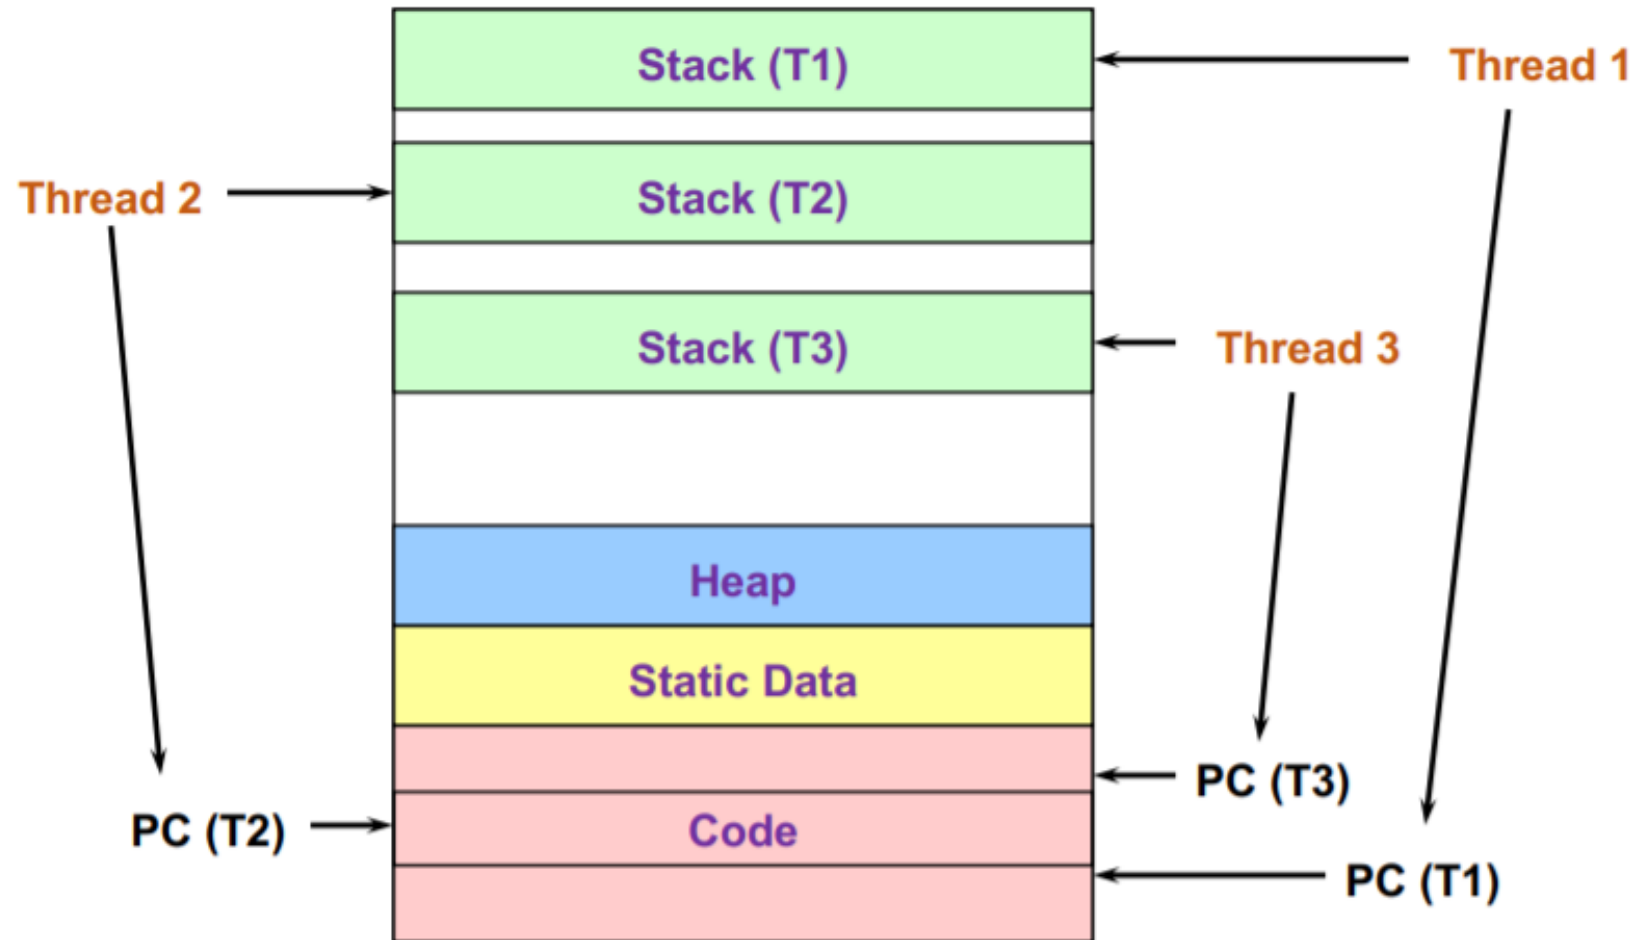 Stack (T1)
Thread 1
Thread 2
Stack (T2)
Stack (T3)
Thread 3
Heap
Static Data
PC (T3)
PC (T2)
Code
PC (T1)